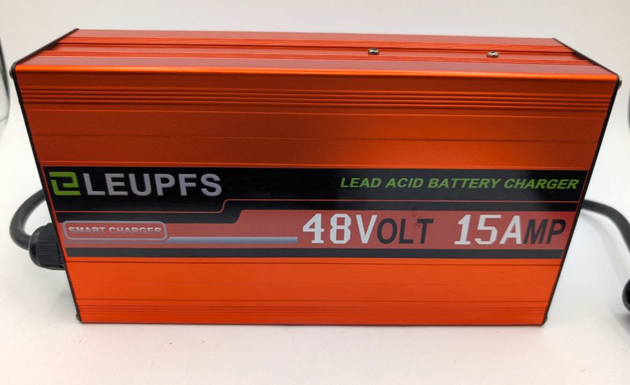 LEUPFS
LEAD ACID BATTERY CHARGER
SMART CHARGER
48VOLT 15AMP